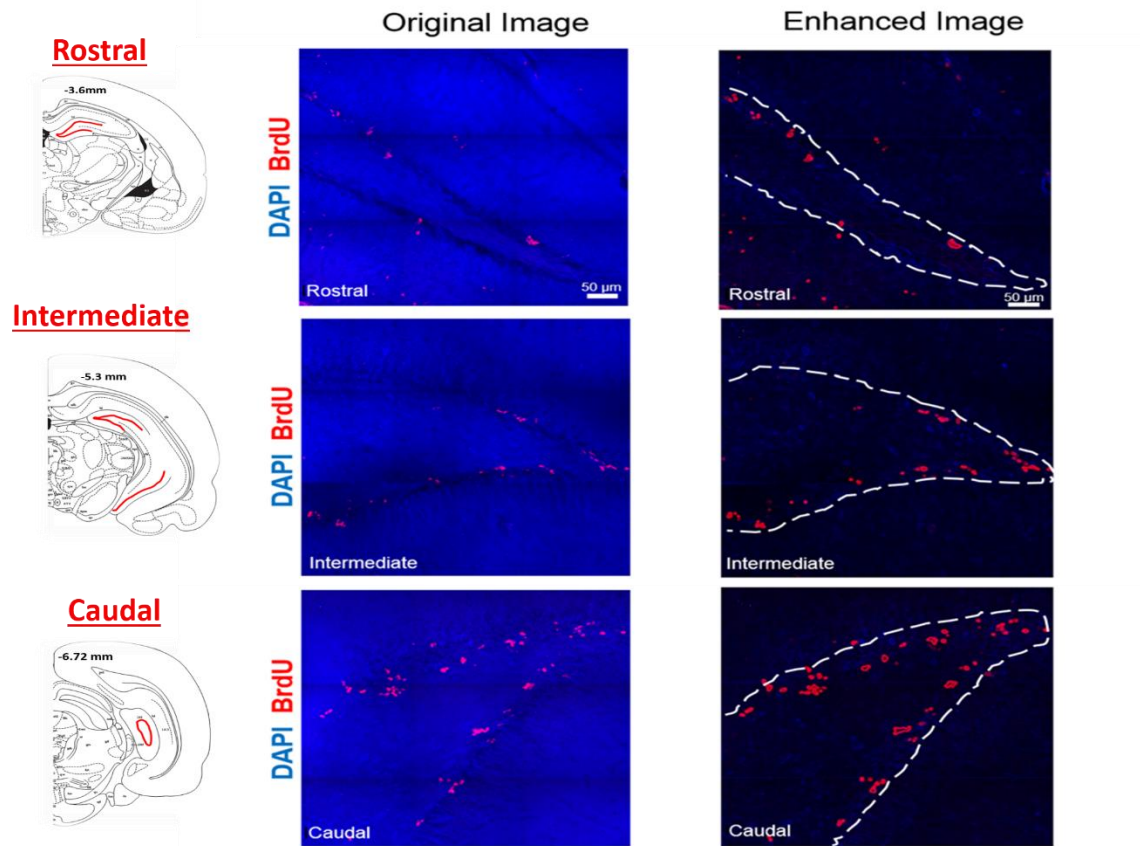 Original Image
Enhanced Image
Rostral
-3.6mm
DAPI BrdU
Rostral
50 µm
Rostral
50 µm
Intermediate
-5.3 mm
DAPI BrdU
Intermediate
Intermediate
Caudal
-6.72 mm
DAPI BrdU
Caudal
Caudal